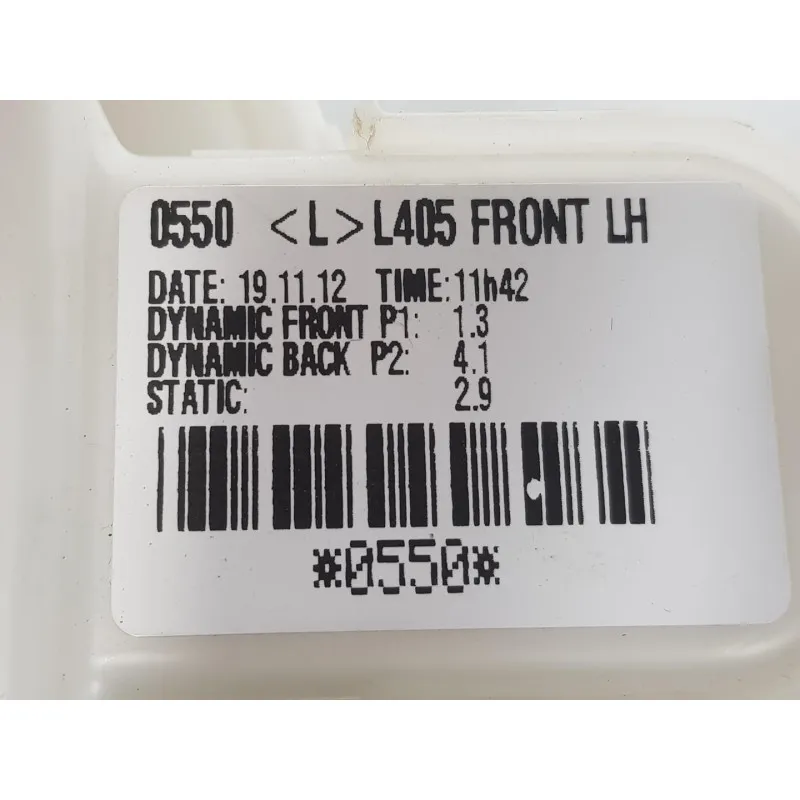 0550 <L> L405 FRONT LH
DATE: 19.11.12 TIME:11h42
DYNAMIC FRONT P1: 1.3
DYNAMIC BACK P2: 4.1
STATIC: 2.9
*0550*